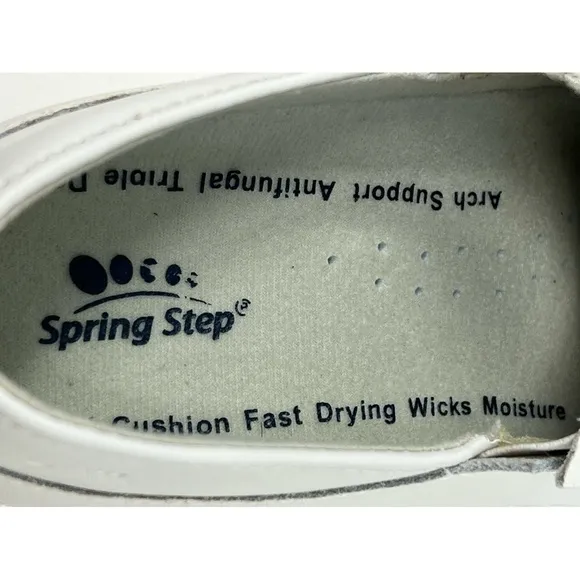 Arch Support Antifungal Triple
Spring Step®
Cushion Fast Drying Wicks Moisture